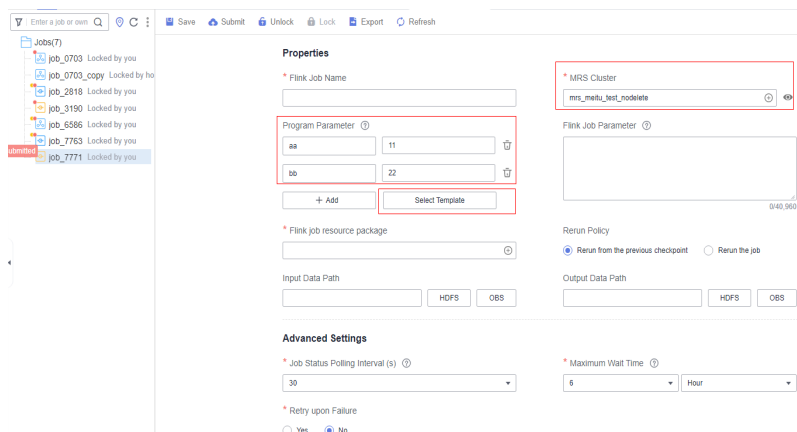 Enter a job or own
Save Submit Unlock Lock Export Refresh
Jobs(7)
job_0703 Locked by you
job_0703_copy Locked by ho
job_2818 Locked by you
job_3190 Locked by you
job_6586 Locked by you
job_7763 Locked by you
ubmitted
job_7771 Locked by you
Properties
* Flink Job Name
* MRS Cluster
mrs_meitu_test_nodelete
Program Parameter
Flink Job Parameter
aa 11
bb 22
+ Add
Select Template
0/40,960
* Flink job resource package
Rerun Policy
Rerun from the previous checkpoint
Rerun the job
Input Data Path
Output Data Path
HDFS OBS
HDFS OBS
Advanced Settings
* Job Status Polling Interval (s)
* Maximum Wait Time
30
6 Hour
* Retry upon Failure
Yes No